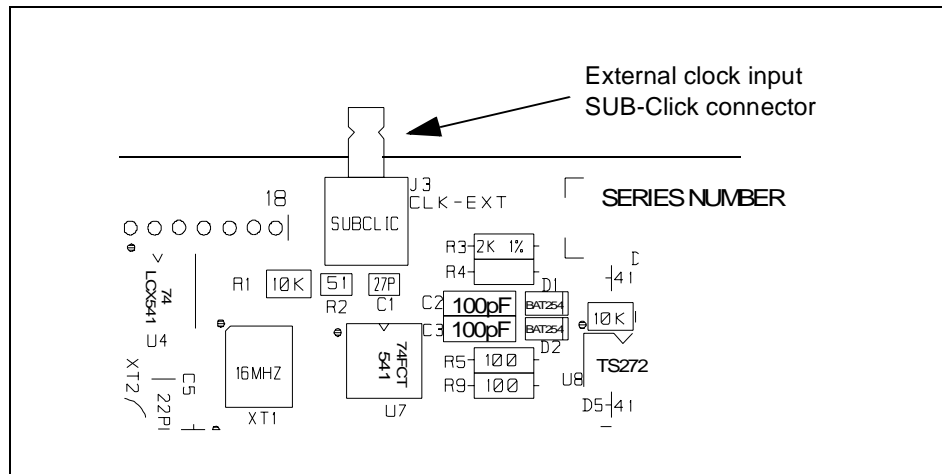 External clock input
SUB-Click connector
18
J3
CLK-EXT
SUBCLIC
SERIES NUMBER
R3
2K 1%
R4
R1
10K
51
R2
27P
C1
C2
100pF
D1
BAT254
C3
100pF
D2
BAT254
41
10K
74
LCX541
U4
XT2
C5
22P
16MHZ
XT1
74FCT
541
U7
R5
100
R9
100
U8
TS272
D5
41